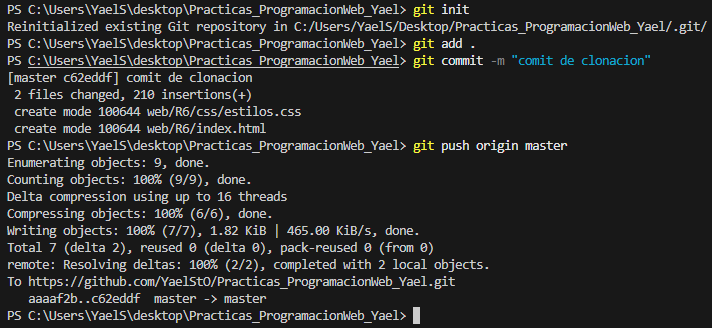 PS C:\Users\YaelS\desktop\Practicas_ProgramacionWeb_Yael> git init
Reinitialized existing Git repository in C:/Users/YaelS/Desktop/Practicas_ProgramacionWeb_Yael/.git/
PS C:\Users\YaelS\desktop\Practicas_ProgramacionWeb_Yael> git add .
PS C:\Users\YaelS\desktop\Practicas_ProgramacionWeb_Yael> git commit -m "comit de clonacion"
[master c62eddf] comit de clonacion
 2 files changed, 210 insertions(+)
 create mode 100644 web/R6/css/estilos.css
 create mode 100644 web/R6/index.html
PS C:\Users\YaelS\desktop\Practicas_ProgramacionWeb_Yael> git push origin master
Enumerating objects: 9, done.
Counting objects: 100% (9/9), done.
Delta compression using up to 16 threads
Compressing objects: 100% (6/6), done.
Writing objects: 100% (7/7), 1.82 KiB | 465.00 KiB/s, done.
Total 7 (delta 2), reused 0 (delta 0), pack-reused 0 (from 0)
remote: Resolving deltas: 100% (2/2), completed with 2 local objects.
To https://github.com/YaelStO/Practicas_ProgramacionWeb_Yael.git
   aaaaf2b..c62eddf  master -> master
PS C:\Users\YaelS\desktop\Practicas_ProgramacionWeb_Yael>